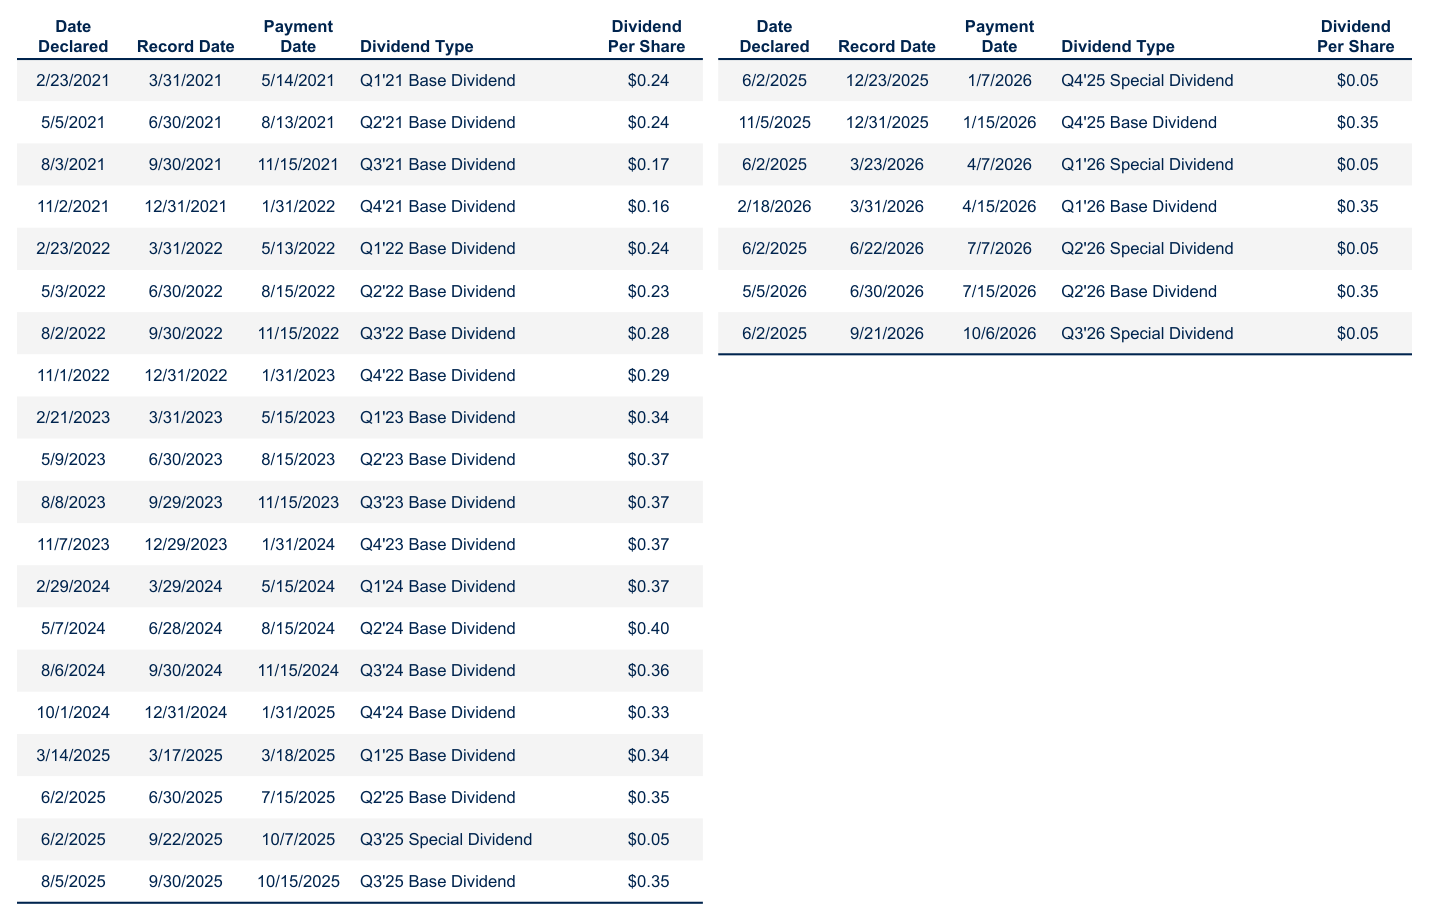 Date Declared Record Date Payment Date Dividend Type Dividend Per Share
2/23/2021 3/31/2021 5/14/2021 Q1'21 Base Dividend $0.24
5/5/2021 6/30/2021 8/13/2021 Q2'21 Base Dividend $0.24
8/3/2021 9/30/2021 11/15/2021 Q3'21 Base Dividend $0.17
11/2/2021 12/31/2021 1/31/2022 Q4'21 Base Dividend $0.16
2/23/2022 3/31/2022 5/13/2022 Q1'22 Base Dividend $0.24
5/3/2022 6/30/2022 8/15/2022 Q2'22 Base Dividend $0.23
8/2/2022 9/30/2022 11/15/2022 Q3'22 Base Dividend $0.28
11/1/2022 12/31/2022 1/31/2023 Q4'22 Base Dividend $0.29
2/21/2023 3/31/2023 5/15/2023 Q1'23 Base Dividend $0.34
5/9/2023 6/30/2023 8/15/2023 Q2'23 Base Dividend $0.37
8/8/2023 9/29/2023 11/15/2023 Q3'23 Base Dividend $0.37
11/7/2023 12/29/2023 1/31/2024 Q4'23 Base Dividend $0.37
2/29/2024 3/29/2024 5/15/2024 Q1'24 Base Dividend $0.37
5/7/2024 6/28/2024 8/15/2024 Q2'24 Base Dividend $0.40
8/6/2024 9/30/2024 11/15/2024 Q3'24 Base Dividend $0.36
10/1/2024 12/31/2024 1/31/2025 Q4'24 Base Dividend $0.33
3/14/2025 3/17/2025 3/18/2025 Q1'25 Base Dividend $0.34
6/2/2025 6/30/2025 7/15/2025 Q2'25 Base Dividend $0.35
6/2/2025 9/22/2025 10/7/2025 Q3'25 Special Dividend $0.05
8/5/2025 9/30/2025 10/15/2025 Q3'25 Base Dividend $0.35
Date Declared Record Date Payment Date Dividend Type Dividend Per Share
6/2/2025 12/23/2025 1/7/2026 Q4'25 Special Dividend $0.05
11/5/2025 12/31/2025 1/15/2026 Q4'25 Base Dividend $0.35
6/2/2025 3/23/2026 4/7/2026 Q1'26 Special Dividend $0.05
2/18/2026 3/31/2026 4/15/2026 Q1'26 Base Dividend $0.35
6/2/2025 6/22/2026 7/7/2026 Q2'26 Special Dividend $0.05
5/5/2026 6/30/2026 7/15/2026 Q2'26 Base Dividend $0.35
6/2/2025 9/21/2026 10/6/2026 Q3'26 Special Dividend $0.05